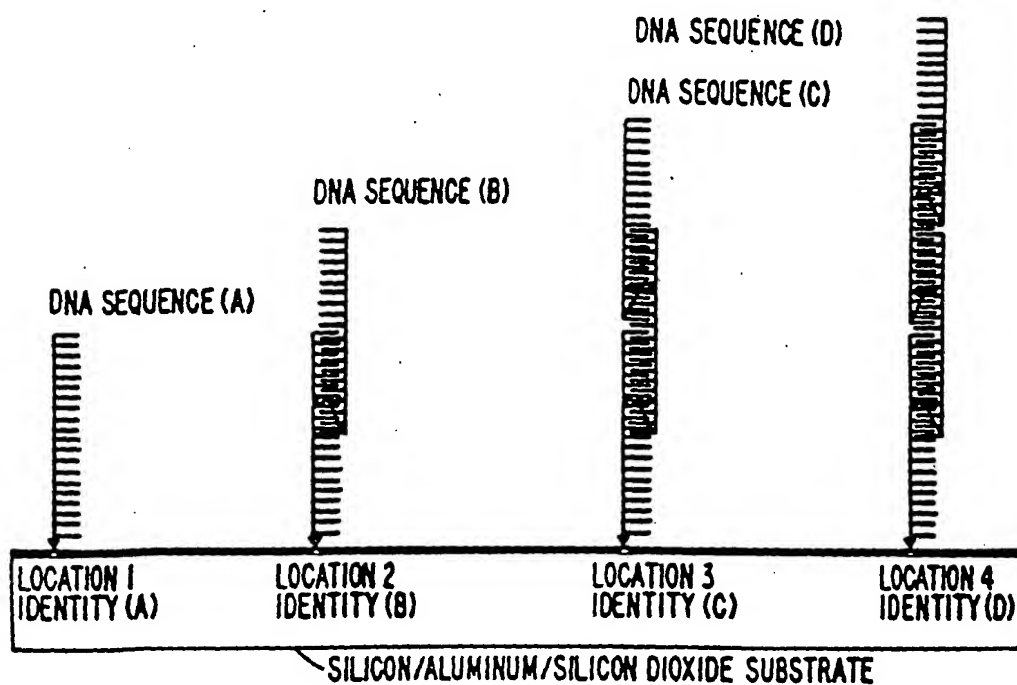 DNA SEQUENCE (D)
DNA SEQUENCE (C)
DNA SEQUENCE (B)
DNA SEQUENCE (A)
LOCATION 1
IDENTITY (A)
LOCATION 2
IDENTITY (B)
LOCATION 3
IDENTITY (C)
LOCATION 4
IDENTITY (D)
SILICON/ALUMINUM/SILICON DIOXIDE SUBSTRATE